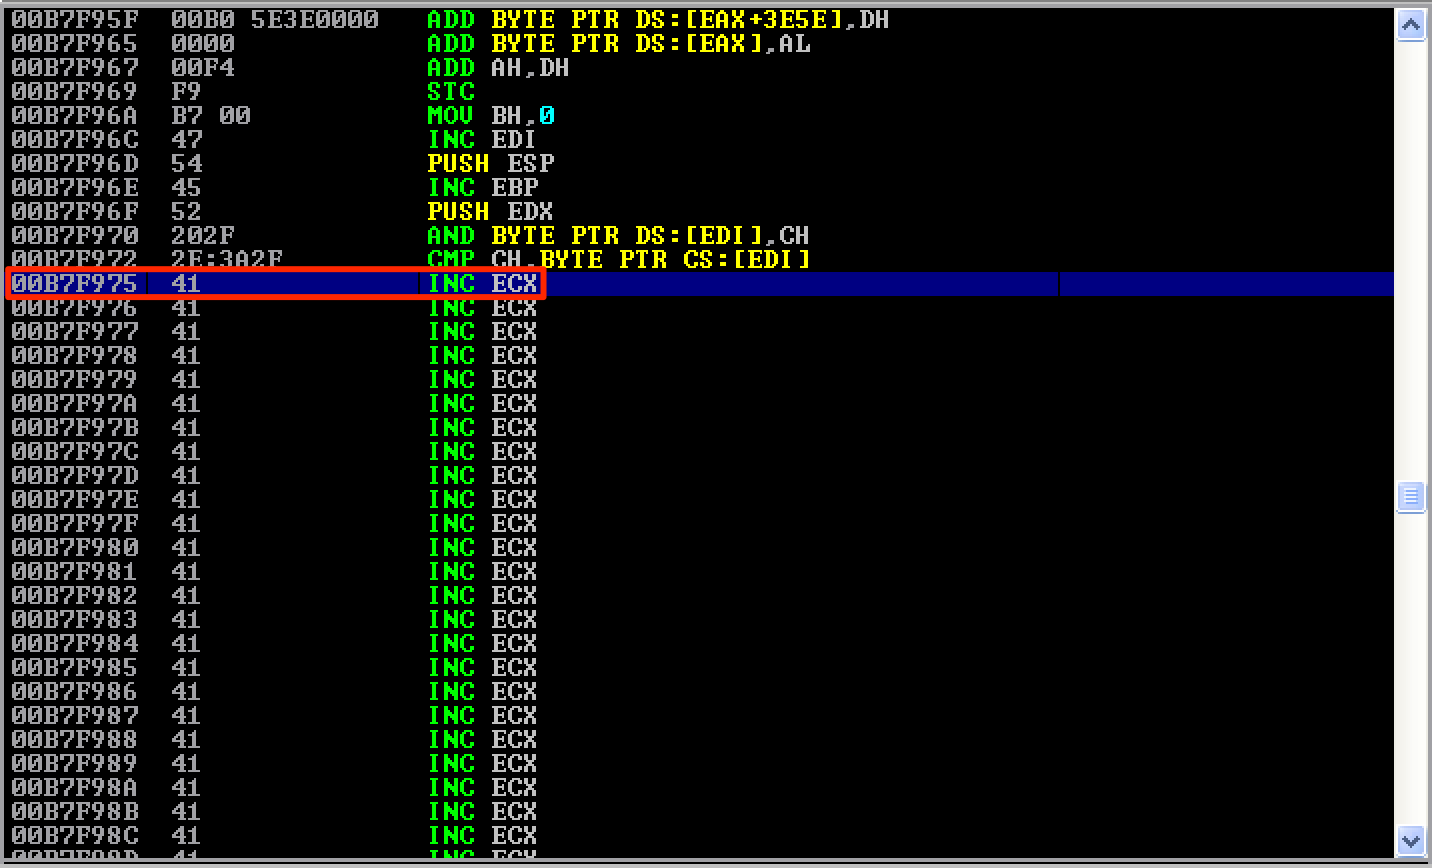 00B7F95F 00B0 5E3E0000 ADD BYTE PTR DS:[EAX+3E5E],DH
00B7F965 0000 ADD BYTE PTR DS:[EAX],AL
00B7F967 00F4 ADD AH,DH
00B7F969 F9 STC
00B7F96A B7 00 MOV BH,0
00B7F96C 47 INC EDI
00B7F96D 54 PUSH ESP
00B7F96E 45 INC EBP
00B7F96F 52 PUSH EDX
00B7F970 202F AND BYTE PTR DS:[EDI],CH
00B7F972 2E:3A2F CMP CH,BYTE PTR CS:[EDI]
00B7F975 41 INC ECX
00B7F976 41 INC ECX
00B7F977 41 INC ECX
00B7F978 41 INC ECX
00B7F979 41 INC ECX
00B7F97A 41 INC ECX
00B7F97B 41 INC ECX
00B7F97C 41 INC ECX
00B7F97D 41 INC ECX
00B7F97E 41 INC ECX
00B7F97F 41 INC ECX
00B7F980 41 INC ECX
00B7F981 41 INC ECX
00B7F982 41 INC ECX
00B7F983 41 INC ECX
00B7F984 41 INC ECX
00B7F985 41 INC ECX
00B7F986 41 INC ECX
00B7F987 41 INC ECX
00B7F988 41 INC ECX
00B7F989 41 INC ECX
00B7F98A 41 INC ECX
00B7F98B 41 INC ECX
00B7F98C 41 INC ECX
00B7F98D 41 INC ECX